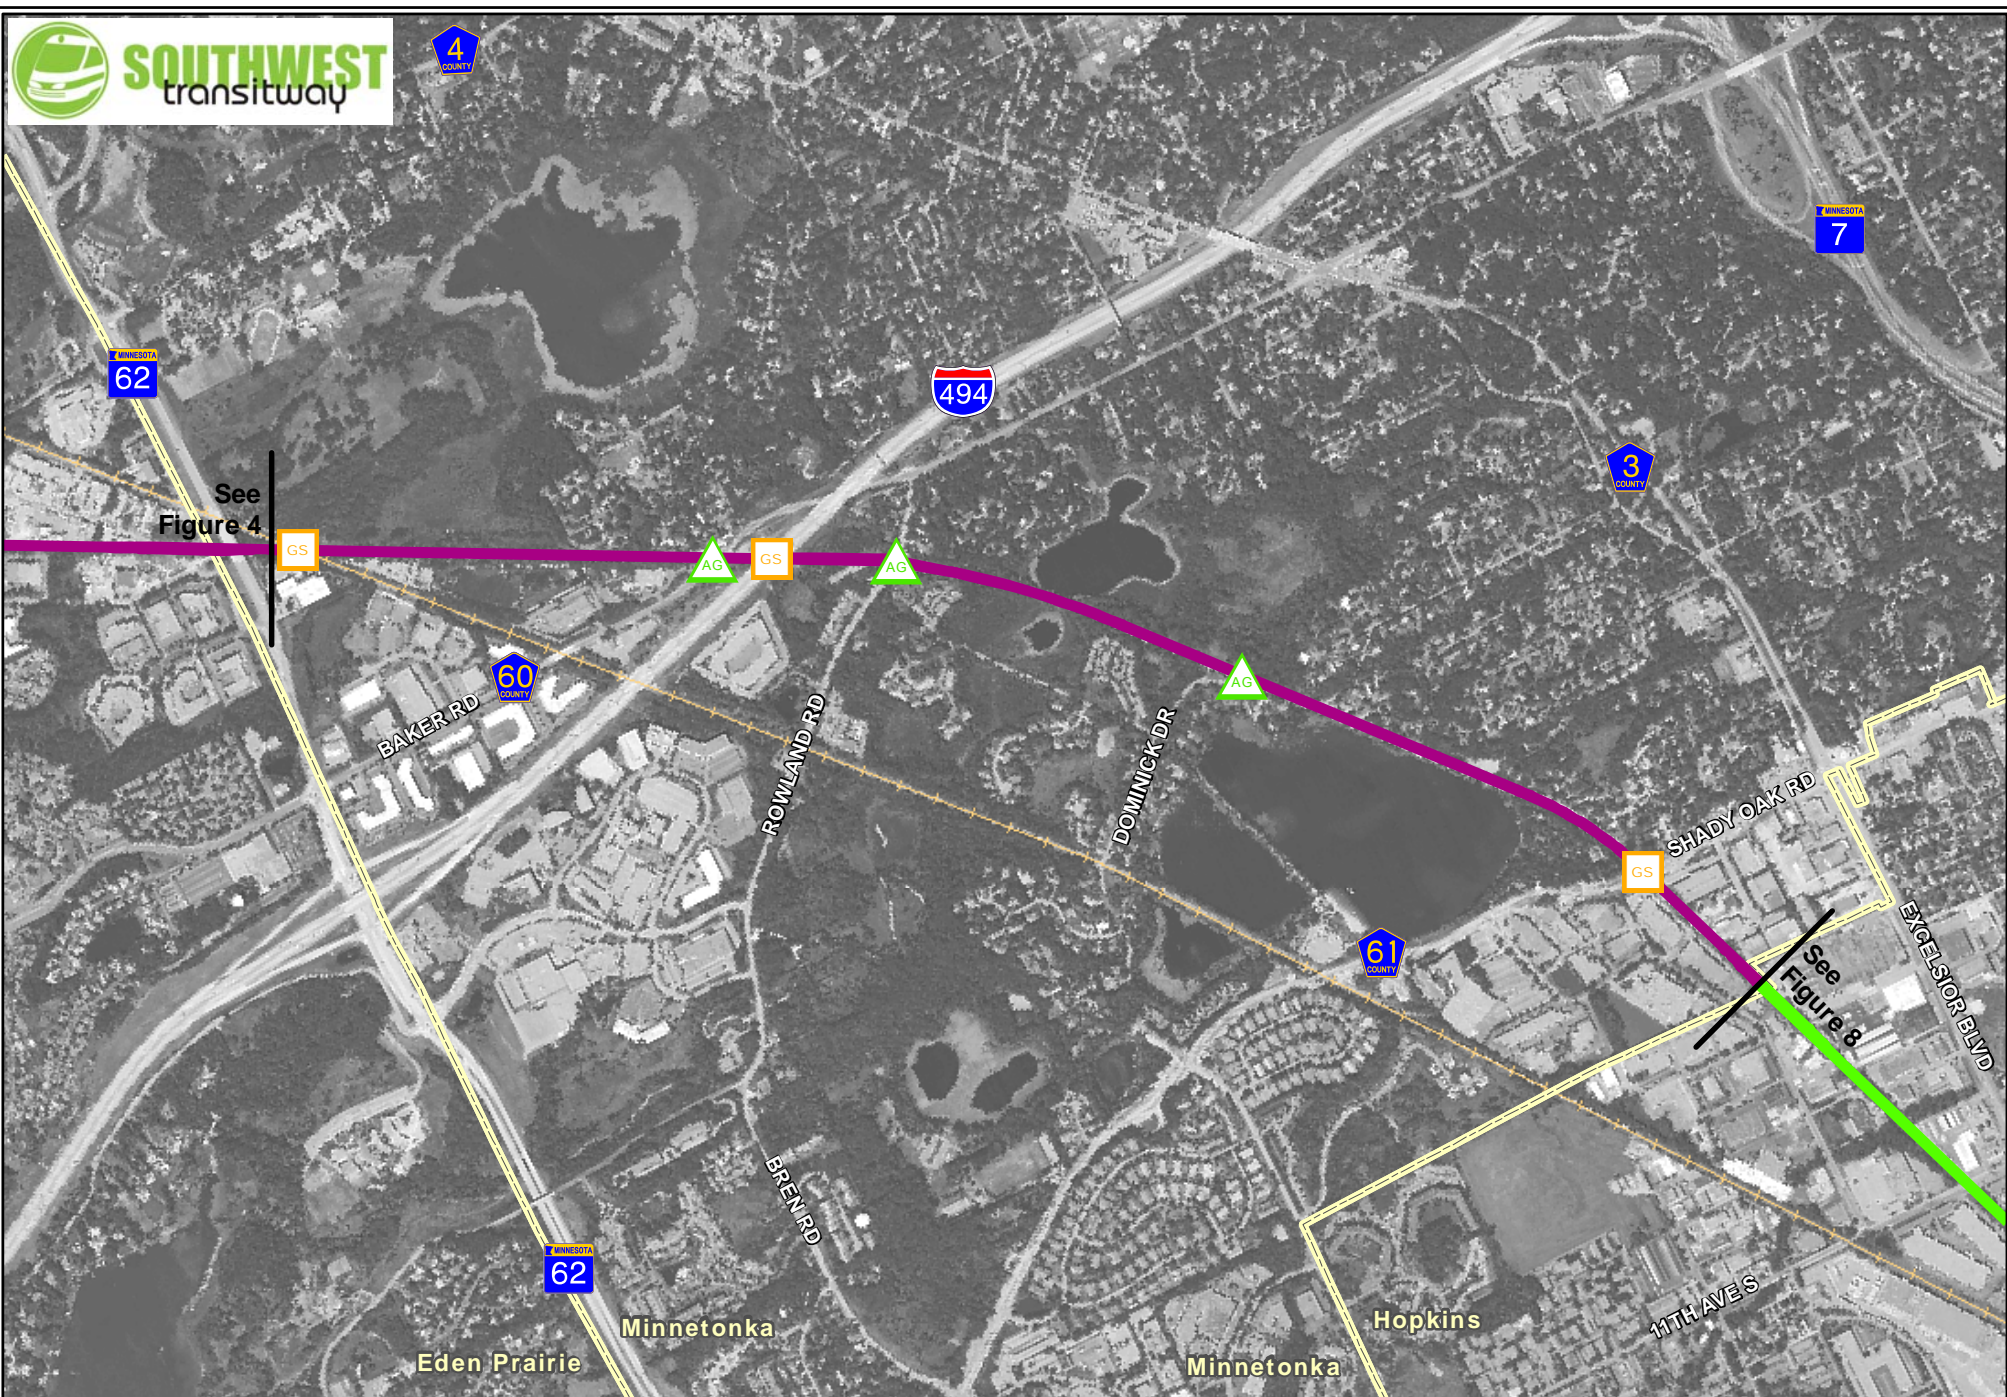 SOUTHWEST
transitway
4
COUNTY
MINNESOTA
7
MINNESOTA
62
494
3
COUNTY
See
Figure 4
GS
AG
GS
AG
AG
60
COUNTY
BAKER RD
ROWLAND RD
DOMINICK DR
SHADY OAK RD
GS
61
COUNTY
EXCELSIOR BLVD
See
Figure 8
BREN RD
MINNESOTA
62
Minnetonka
Eden Prairie
Hopkins
Minnetonka
11TH AVE S